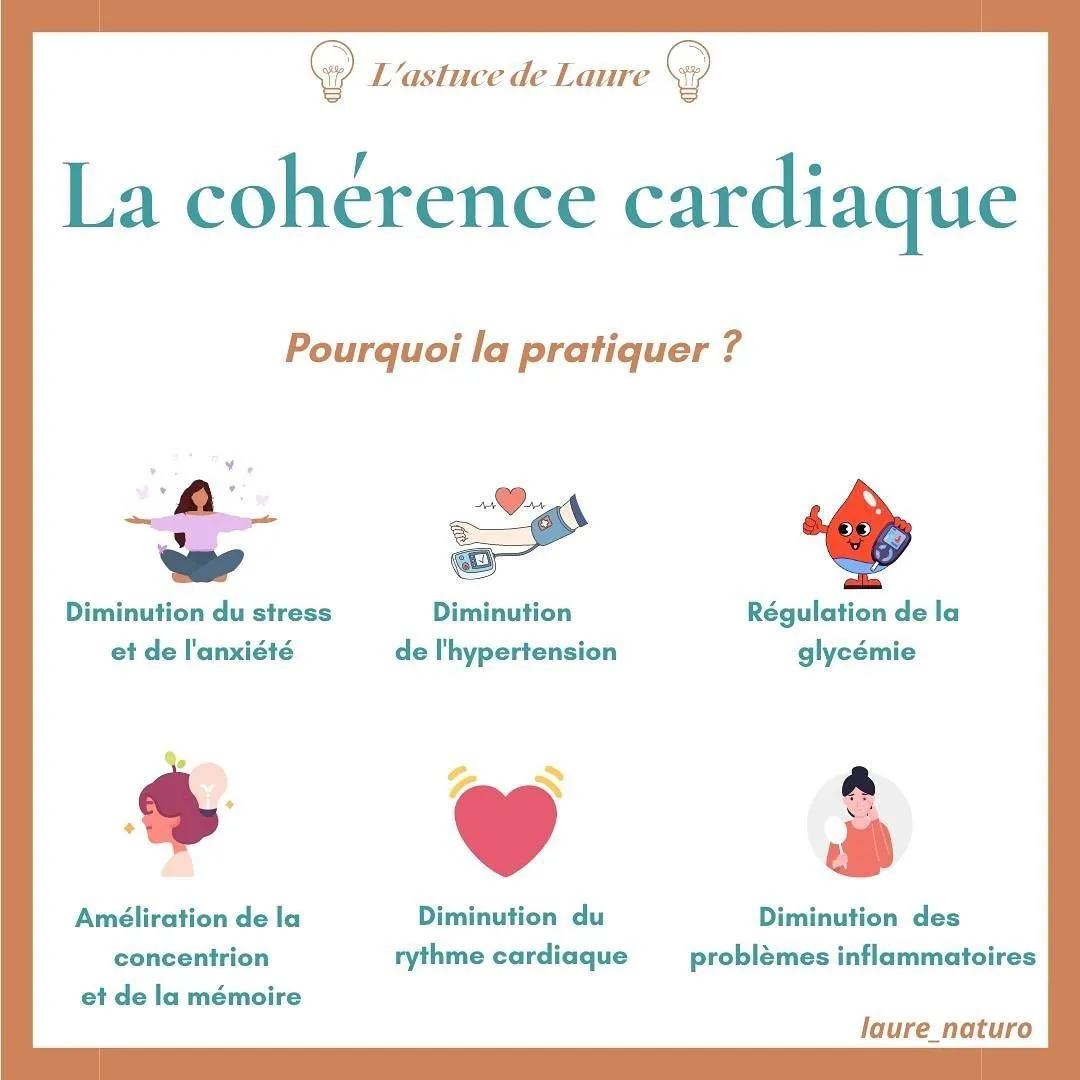 L'astuce de Laure
La cohérence cardiaque
Pourquoi la pratiquer ?
Diminution du stress
et de l'anxiété
Diminution
de l'hypertension
Régulation de la
glycémie
Améliration de la
concentrion
et de la mémoire
Diminution du
rythme cardiaque
Diminution des
problèmes inflammatoires
laure_naturo